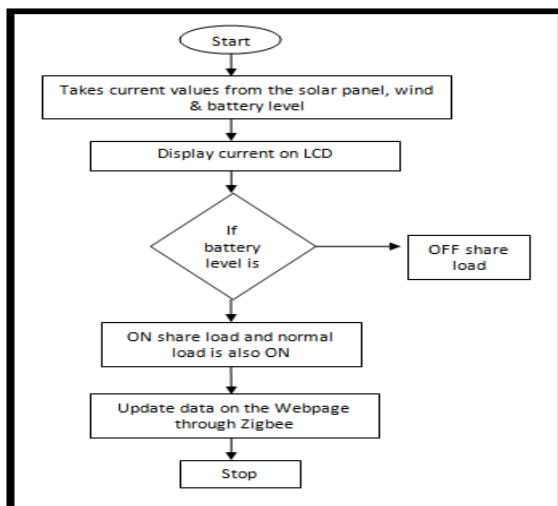 Start
Takes current values from the solar panel, wind
& battery level
Display current on LCD
If
battery
level is
OFF share
load
ON share load and normal
load is also ON
Update data on the Webpage
through Zigbee
Stop